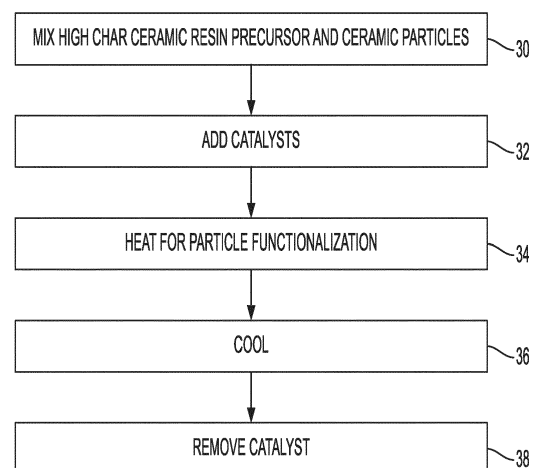 MIX HIGH CHAR CERAMIC RESIN PRECURSOR AND CERAMIC PARTICLES
30
ADD CATALYSTS
32
HEAT FOR PARTICLE FUNCTIONALIZATION
34
COOL
36
REMOVE CATALYST
38